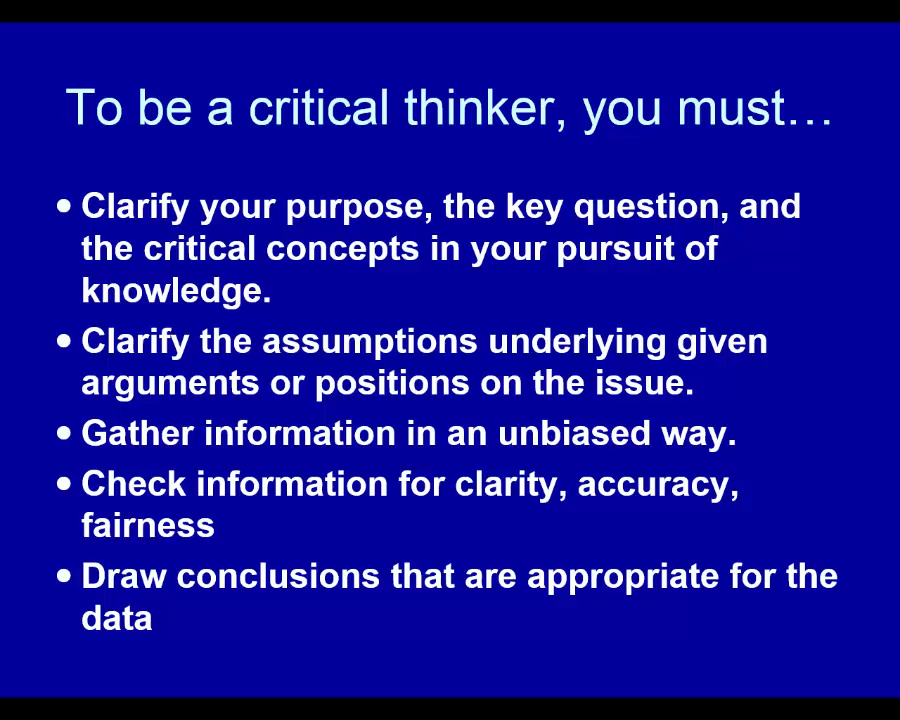 To be a critical thinker, you must…
• Clarify your purpose, the key question, and
the critical concepts in your pursuit of
knowledge.
• Clarify the assumptions underlying given
arguments or positions on the issue.
• Gather information in an unbiased way.
• Check information for clarity, accuracy,
fairness
• Draw conclusions that are appropriate for the
data